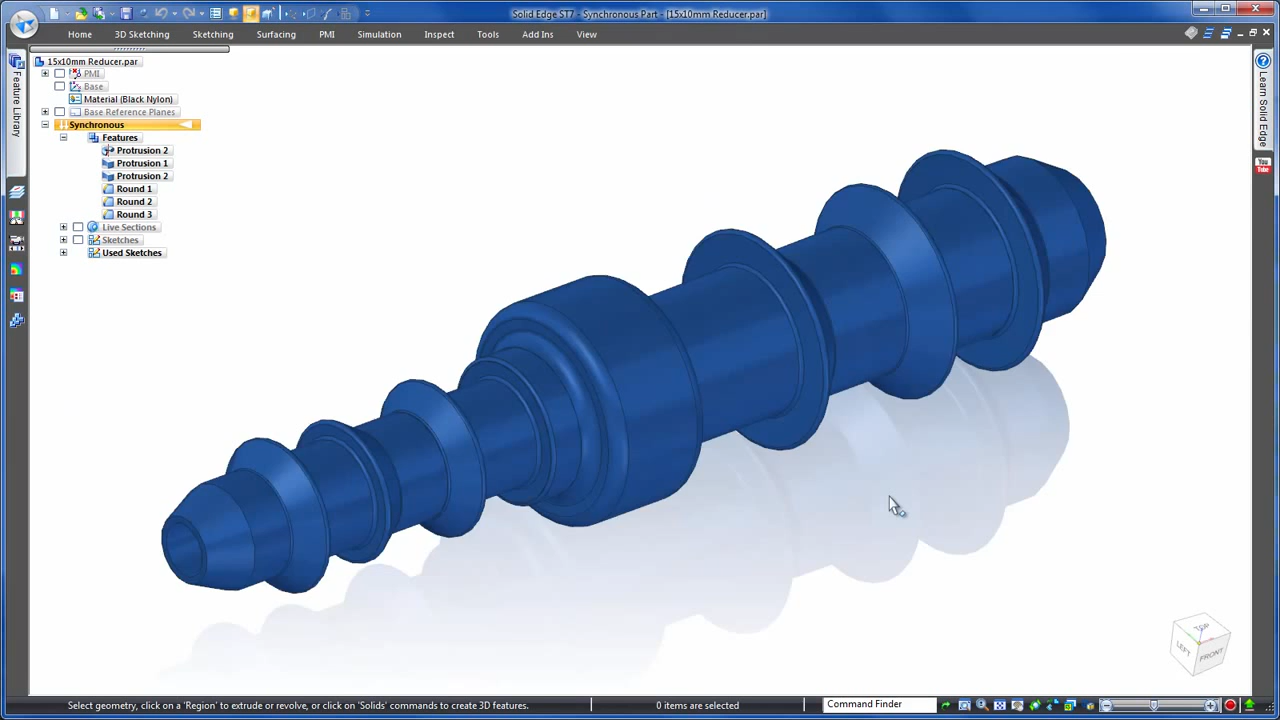 Solid Edge ST7 - Synchronous Part - [15x10mm Reducer.par]
Home 3D Sketching Sketching Surfacing PMI Simulation Inspect Tools Add Ins View
Feature Library
15x10mm Reducer.par
PMI
Base
Material (Black Nylon)
Base Reference Planes
Synchronous
Features
Protrusion 2
Protrusion 1
Protrusion 2
Round 1
Round 2
Round 3
Live Sections
Sketches
Used Sketches
Learn Solid Edge
You
Tube
TOP
LEFT
FRONT
Select geometry, click on a 'Region' to extrude or revolve, or click on 'Solids' commands to create 3D features.
0 items are selected
Command Finder